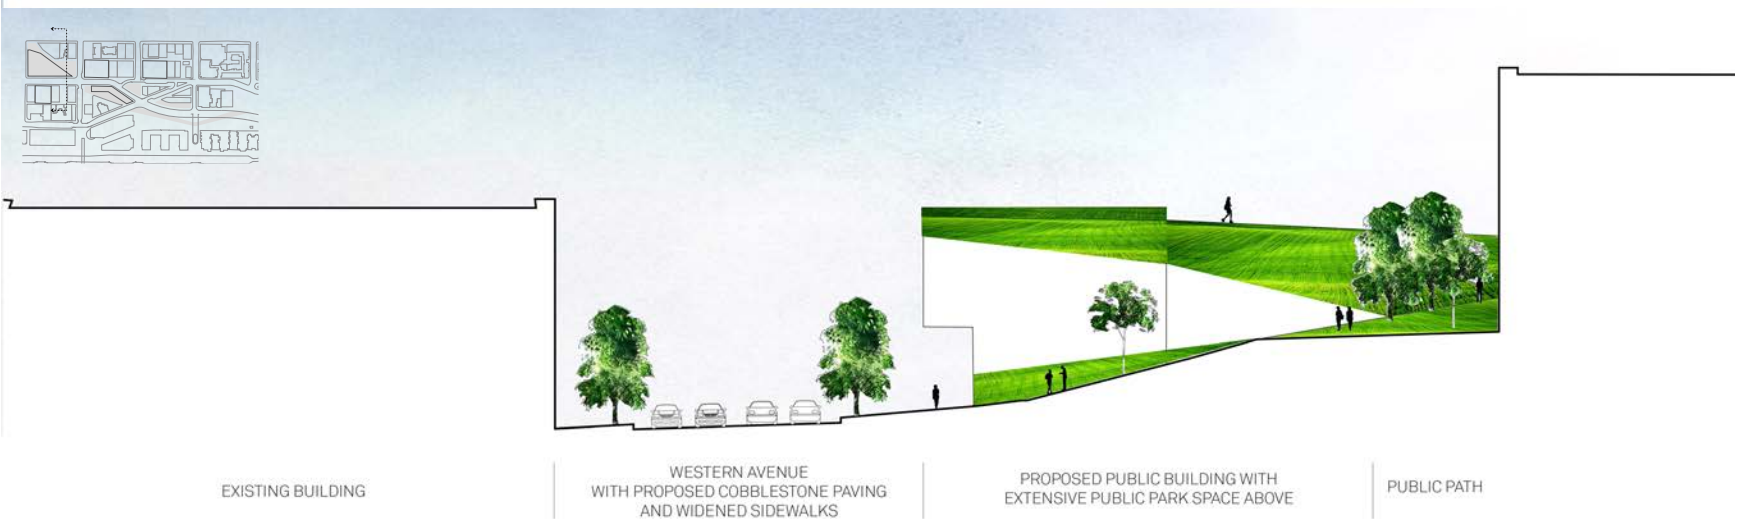 EXISTING BUILDING
WESTERN AVENUE
WITH PROPOSED COBBLESTONE PAVING
AND WIDENED SIDEWALKS
PROPOSED PUBLIC BUILDING WITH
EXTENSIVE PUBLIC PARK SPACE ABOVE
PUBLIC PATH